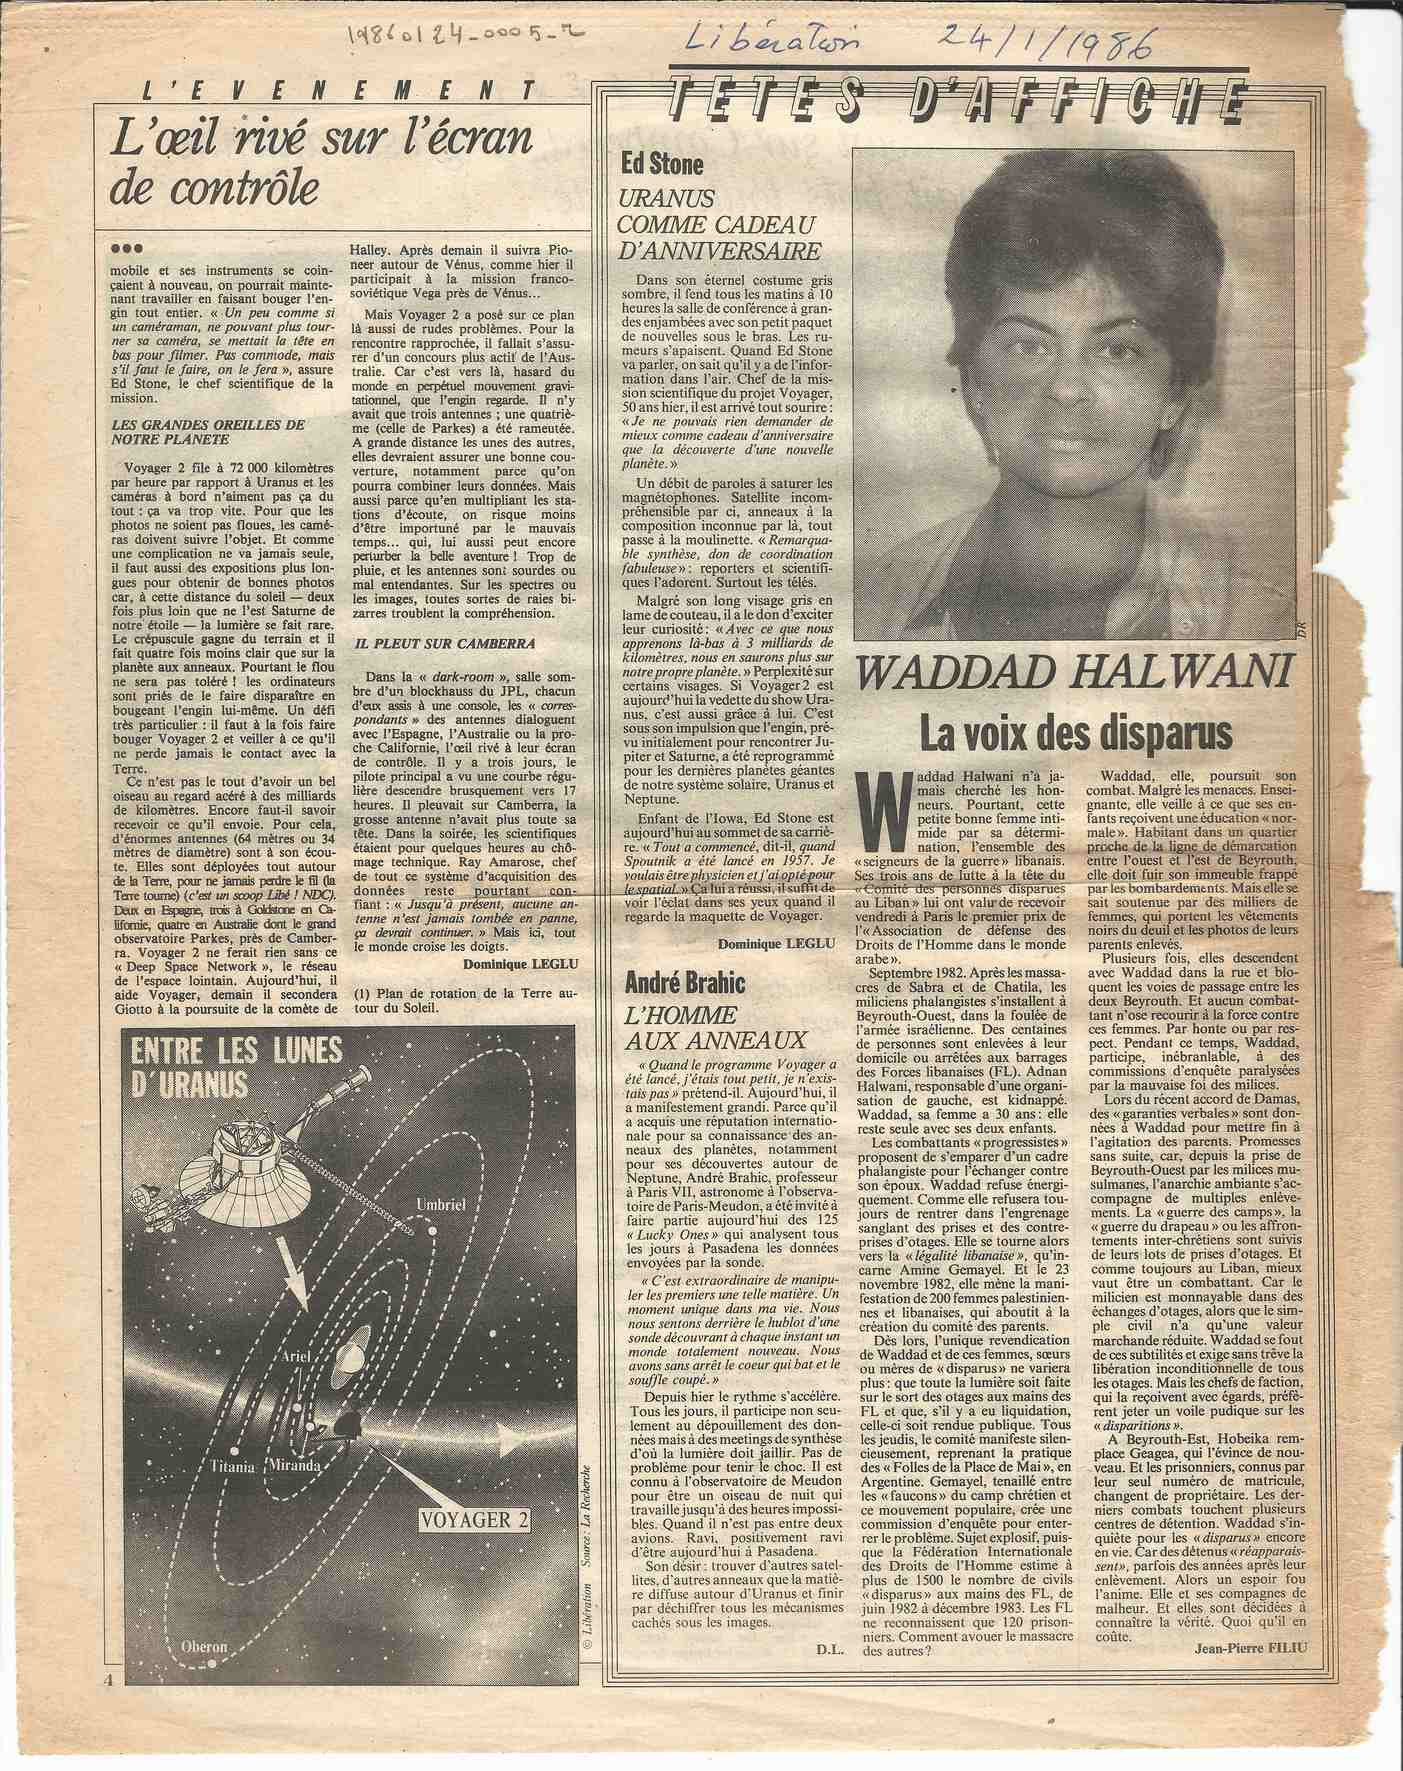 19860124-0005-2
Libération 24/1/1986
L'EVENEMENT
L'œil rivé sur l'écran
de contrôle
●●●
mobile et ses instruments se coin-
çaient à nouveau, on pourrait mainte-
nant travailler en faisant bouger l'en-
gin tout entier. « Un peu comme si
un caméraman, ne pouvant plus tour-
ner sa caméra, se mettait la tête en
bas pour filmer. Pas commode, mais
s'il faut le faire, on le fera », assure
Ed Stone, le chef scientifique de la
mission.
LES GRANDES OREILLES DE
NOTRE PLANETE
Voyager 2 file à 72 000 kilomètres
par heure par rapport à Uranus et les
caméras à bord n'aiment pas ça du
tout : ça va trop vite. Pour que les
photos ne soient pas floues, les camé-
ras doivent suivre l'objet. Et comme
une complication ne va jamais seule,
il faut aussi des expositions plus lon-
gues pour obtenir de bonnes photos
car, à cette distance du soleil — deux
fois plus loin que ne l'est Saturne de
notre étoile — la lumière se fait rare.
Le crépuscule gagne du terrain et il
fait quatre fois moins clair que sur la
planète aux anneaux. Pourtant le flou
ne sera pas toléré ! les ordinateurs
sont priés de le faire disparaître en
bougeant l'engin lui-même. Un défi
très particulier : il faut à la fois faire
bouger Voyager 2 et veiller à ce qu'il
ne perde jamais le contact avec la
Terre.
Ce n'est pas le tout d'avoir un bel
oiseau au regard acéré à des milliards
de kilomètres. Encore faut-il savoir
recevoir ce qu'il envoie. Pour cela,
d'énormes antennes (64 mètres ou 34
mètres de diamètre) sont à son écou-
te. Elles sont déployées tout autour
de la Terre, pour ne jamais perdre le fil (la
Terre tourne) (c'est un scoop Libé ! NDC).
Deux en Espagne, trois à Goldstone en Ca-
lifornie, quatre en Australie dont le grand
observatoire Parkes, près de Camber-
ra. Voyager 2 ne ferait rien sans ce
« Deep Space Network », le réseau
de l'espace lointain. Aujourd'hui, il
aide Voyager, demain il secondera
Giotto à la poursuite de la comète de
Halley. Après demain il suivra Pio-
neer autour de Vénus, comme hier il
participait à la mission franco-
soviétique Vega près de Vénus...
Mais Voyager 2 a posé sur ce plan
là aussi de rudes problèmes. Pour la
rencontre rapprochée, il fallait s'assu-
rer d'un concours plus actif de l'Aus-
tralie. Car c'est vers là, hasard du
monde en perpétuel mouvement gravi-
tationnel, que l'engin regarde. Il n'y
avait que trois antennes ; une quatriè-
me (celle de Parkes) a été rameutée.
A grande distance les unes des autres,
elles devraient assurer une bonne cou-
verture, notamment parce qu'on
pourra combiner leurs données. Mais
aussi parce qu'en multipliant les sta-
tions d'écoute, on risque moins
d'être importuné par le mauvais
temps... qui, lui aussi peut encore
perturber la belle aventure ! Trop de
pluie, et les antennes sont sourdes ou
mal entendantes. Sur les spectres ou
les images, toutes sortes de raies bi-
zarres troublent la compréhension.
IL PLEUT SUR CAMBERRA
Dans la « dark-room », salle som-
bre d'un blockhauss du JPL, chacun
d'eux assis à une console, les « corres-
pondants » des antennes dialoguent
avec l'Espagne, l'Australie ou la pro-
che Californie, l'œil rivé à leur écran
de contrôle. Il y a trois jours, le
pilote principal a vu une courbe régu-
lière descendre brusquement vers 17
heures. Il pleuvait sur Camberra, la
grosse antenne n'avait plus toute sa
tête. Dans la soirée, les scientifiques
étaient pour quelques heures au chô-
mage technique. Ray Amarose, chef
de tout ce système d'acquisition des
données reste pourtant con-
fiant : « Jusqu'à présent, aucune an-
tenne n'est jamais tombée en panne,
ça devrait continuer. » Mais ici, tout
le monde croise les doigts.
Dominique LEGLU
(1) Plan de rotation de la Terre au-
tour du Soleil.
ENTRE LES LUNES
D'URANUS
Umbriel
Ariel
Titania
Miranda
VOYAGER 2
Oberon
© Libération Source : La Recherche
4
TETES D'AFFICHE
Ed Stone
URANUS
COMME CADEAU
D'ANNIVERSAIRE
Dans son éternel costume gris
sombre, il fend tous les matins à 10
heures la salle de conférence à gran-
des enjambées avec son petit paquet
de nouvelles sous le bras. Les ru-
meurs s'apaisent. Quand Ed Stone
va parler, on sait qu'il y a de l'infor-
mation dans l'air. Chef de la mis-
sion scientifique du projet Voyager,
50 ans hier, il est arrivé tout sourire :
« Je ne pouvais rien demander de
mieux comme cadeau d'anniversaire
que la découverte d'une nouvelle
planète. »
Un débit de paroles à saturer les
magnétophones. Satellite incom-
préhensible par ci, anneaux à la
composition inconnue par là, tout
passe à la moulinette. « Remarqua-
ble synthèse, don de coordination
fabuleuse » : reporters et scientifi-
ques l'adorent. Surtout les télés.
Malgré son long visage gris en
lame de couteau, il a le don d'exciter
leur curiosité : « Avec ce que nous
apprenons là-bas à 3 milliards de
kilomètres, nous en saurons plus sur
notre propre planète. » Perplexité sur
certains visages. Si Voyager 2 est
aujourd'hui la vedette du show Ura-
nus, c'est aussi grâce à lui. C'est
sous son impulsion que l'engin, pré-
vu initialement pour rencontrer Ju-
piter et Saturne, a été reprogrammé
pour les dernières planètes géantes
de notre système solaire, Uranus et
Neptune.
Enfant de l'Iowa, Ed Stone est
aujourd'hui au sommet de sa carriè-
re. « Tout a commencé, dit-il, quand
Spoutnik a été lancé en 1957. Je
voulais être physicien et j'ai opté pour
le spatial. » Ça lui a réussi, il suffit de
voir l'éclat dans ses yeux quand il
regarde la maquette de Voyager.
Dominique LEGLU
André Brahic
L'HOMME
AUX ANNEAUX
« Quand le programme Voyager a
été lancé, j'étais tout petit, je n'exis-
tais pas » prétend-il. Aujourd'hui, il
a manifestement grandi. Parce qu'il
a acquis une réputation internatio-
nale pour sa connaissance des an-
neaux des planètes, notamment
pour ses découvertes autour de
Neptune, André Brahic, professeur
à Paris VII, astronome à l'observa-
toire de Paris-Meudon, a été invité à
faire partie aujourd'hui des 125
« Lucky Ones » qui analysent tous
les jours à Pasadena les données
envoyées par la sonde.
« C'est extraordinaire de manipu-
ler les premiers une telle matière. Un
moment unique dans ma vie. Nous
nous sentons derrière le hublot d'une
sonde découvrant à chaque instant un
monde totalement nouveau. Nous
avons sans arrêt le coeur qui bat et le
souffle coupé. »
Depuis hier le rythme s'accélère.
Tous les jours, il participe non seu-
lement au dépouillement des don-
nées mais à des meetings de synthèse
d'où la lumière doit jaillir. Pas de
problème pour tenir le choc. Il est
connu à l'observatoire de Meudon
pour être un oiseau de nuit qui
travaille jusqu'à des heures impossi-
bles. Quand il n'est pas entre deux
avions. Ravi, positivement ravi
d'être aujourd'hui à Pasadena.
Son désir : trouver d'autres satel-
lites, d'autres anneaux que la matiè-
re diffuse autour d'Uranus et finir
par déchiffrer tous les mécanismes
cachés sous les images.
D.L.
DR
WADDAD HALWANI
La voix des disparus
Waddad Halwani n'a ja-
mais cherché les hon-
neurs. Pourtant, cette
petite bonne femme inti-
mide par sa détermi-
nation, l'ensemble des
« seigneurs de la guerre » libanais.
Ses trois ans de lutte à la tête du
« Comité des personnes disparues
au Liban » lui ont valu de recevoir
vendredi à Paris le premier prix de
l'« Association de défense des
Droits de l'Homme dans le monde
arabe ».
Septembre 1982. Après les massa-
cres de Sabra et de Chatila, les
miliciens phalangistes s'installent à
Beyrouth-Ouest, dans la foulée de
l'armée israélienne. Des centaines
de personnes sont enlevées à leur
domicile ou arrêtées aux barrages
des Forces libanaises (FL). Adnan
Halwani, responsable d'une organi-
sation de gauche, est kidnappé.
Waddad, sa femme a 30 ans : elle
reste seule avec ses deux enfants.
Les combattants « progressistes »
proposent de s'emparer d'un cadre
phalangiste pour l'échanger contre
son époux. Waddad refuse énergi-
quement. Comme elle refusera tou-
jours de rentrer dans l'engrenage
sanglant des prises et des contre-
prises d'otages. Elle se tourne alors
vers la « légalité libanaise », qu'in-
carne Amine Gemayel. Et le 23
novembre 1982, elle mène la mani-
festation de 200 femmes palestinien-
nes et libanaises, qui aboutit à la
création du comité des parents.
Dès lors, l'unique revendication
de Waddad et de ces femmes, sœurs
ou mères de « disparus » ne variera
plus : que toute la lumière soit faite
sur le sort des otages aux mains des
FL et que, s'il y a eu liquidation,
celle-ci soit rendue publique. Tous
les jeudis, le comité manifeste silen-
cieusement, reprenant la pratique
des « Folles de la Place de Mai », en
Argentine. Gemayel, tenaillé entre
les « faucons » du camp chrétien et
ce mouvement populaire, crée une
commission d'enquête pour enter-
rer le problème. Sujet explosif, puis-
que la Fédération Internationale
des Droits de l'Homme estime à
plus de 1500 le nombre de civils
« disparus » aux mains des FL, de
juin 1982 à décembre 1983. Les FL
ne reconnaissent que 120 prison-
niers. Comment avouer le massacre
des autres ?
Waddad, elle, poursuit son
combat. Malgré les menaces. Ensei-
gnante, elle veille à ce que ses en-
fants reçoivent une éducation « nor-
male ». Habitant dans un quartier
proche de la ligne de démarcation
entre l'ouest et l'est de Beyrouth,
elle doit fuir son immeuble frappé
par les bombardements. Mais elle se
sait soutenue par des milliers de
femmes, qui portent les vêtements
noirs du deuil et les photos de leurs
parents enlevés.
Plusieurs fois, elles descendent
avec Waddad dans la rue et blo-
quent les voies de passage entre les
deux Beyrouth. Et aucun combat-
tant n'ose recourir à la force contre
ces femmes. Par honte ou par res-
pect. Pendant ce temps, Waddad,
participe, inébranlable, à des
commissions d'enquête paralysées
par la mauvaise foi des milices.
Lors du récent accord de Damas,
des « garanties verbales » sont don-
nées à Waddad pour mettre fin à
l'agitation des parents. Promesses
sans suite, car, depuis la prise de
Beyrouth-Ouest par les milices mu-
sulmanes, l'anarchie ambiante s'ac-
compagne de multiples enlève-
ments. La « guerre des camps », la
« guerre du drapeau » ou les affron-
tements inter-chrétiens sont suivis
de leurs lots de prises d'otages. Et
comme toujours au Liban, mieux
vaut être un combattant. Car le
milicien est monnayable dans des
échanges d'otages, alors que le sim-
ple civil n'a qu'une valeur
marchande réduite. Waddad se fout
de ces subtilités et exige sans trêve la
libération inconditionnelle de tous
les otages. Mais les chefs de faction,
qui la reçoivent avec égards, préfè-
rent jeter un voile pudique sur les
« disparitions ».
A Beyrouth-Est, Hobeika rem-
place Geagea, qui l'évince de nou-
veau. Et les prisonniers, connus par
leur seul numéro de matricule,
changent de propriétaire. Les der-
niers combats touchent plusieurs
centres de détention. Waddad s'in-
quiète pour les « disparus » encore
en vie. Car des détenus « réapparais-
sent», parfois des années après leur
enlèvement. Alors un espoir fou
l'anime. Elle et ses compagnes de
malheur. Et elles sont décidées à
connaître la vérité. Quoi qu'il en
coûte.
Jean-Pierre FILIU